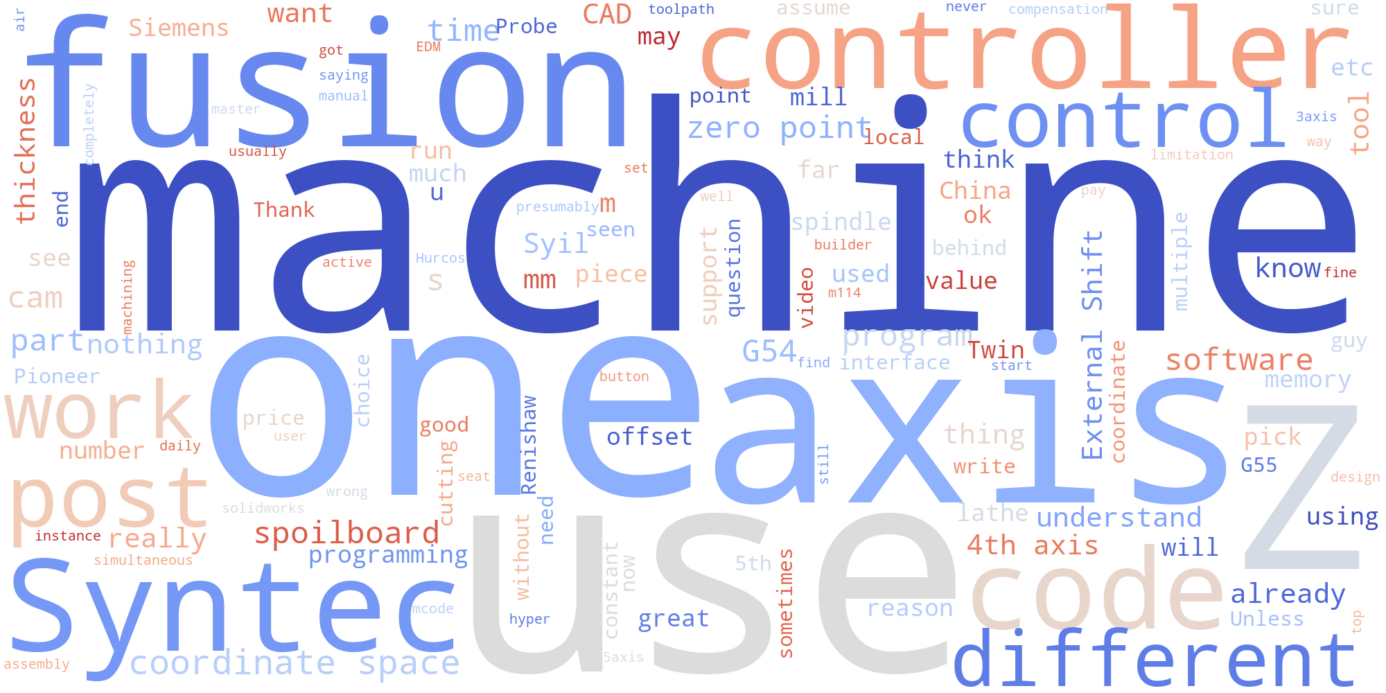 air
fusion
Siemens
want
time
Probe
CAD
toolpath
may
assume
never
compensation
sure
controller
got
EDM
saying
manual
master
completely
thickness
usually
run
much
u
end
point
mill
zero point
local
control
etc
3axis
tool
way
limitation
think
machine
set
far
China
ok
pay
Thank
presumably
m
well
seen
Syil
spindle
builder
behind
see
active
Hurcos
s
mm
piece
support
question
video
used
m114
value
External Shift
multiple
know
fine
cam
machining
part
nothing
Pioneer
choice
G54
program
find
interface
Twin
start
coordinate
software
guy
memory
button
work
one
axis
price
user
number
daily
good
offset
thing
write
still
Z
pick
G55
design
Renishaw
cutting
seat
wrong
solidworks
post
instance
really
simultaneous
spoilboard
programming
need
without
use
lathe
understand
4th axis
will
using
Syntec
mcode
hyper
constant
now
great
5th
sometimes
reason
code
already
Unless
top
assembly
coordinate space
5axis
different